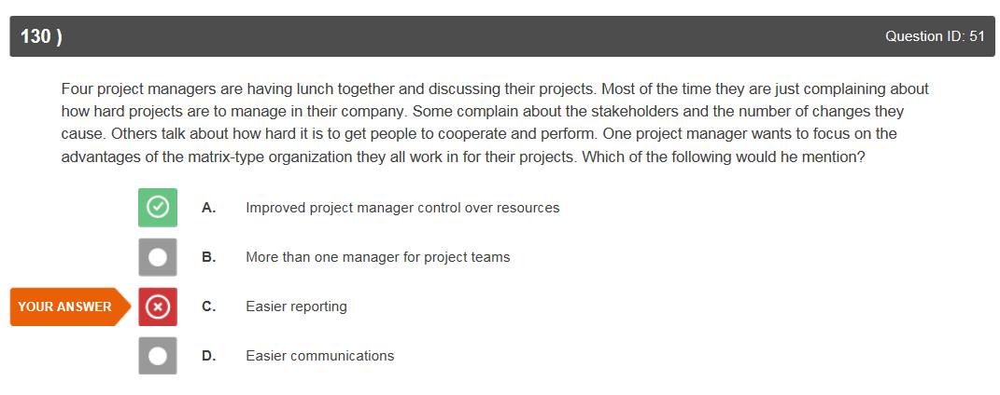 130 )
Question ID: 51
Four project managers are having lunch together and discussing their projects. Most of the time they are just complaining about
how hard projects are to manage in their company. Some complain about the stakeholders and the number of changes they
cause. Others talk about how hard it is to get people to cooperate and perform. One project manager wants to focus on the
advantages of the matrix-type organization they all work in for their projects. Which of the following would he mention?
A. Improved project manager control over resources
B. More than one manager for project teams
YOUR ANSWER C. Easier reporting
D. Easier communications